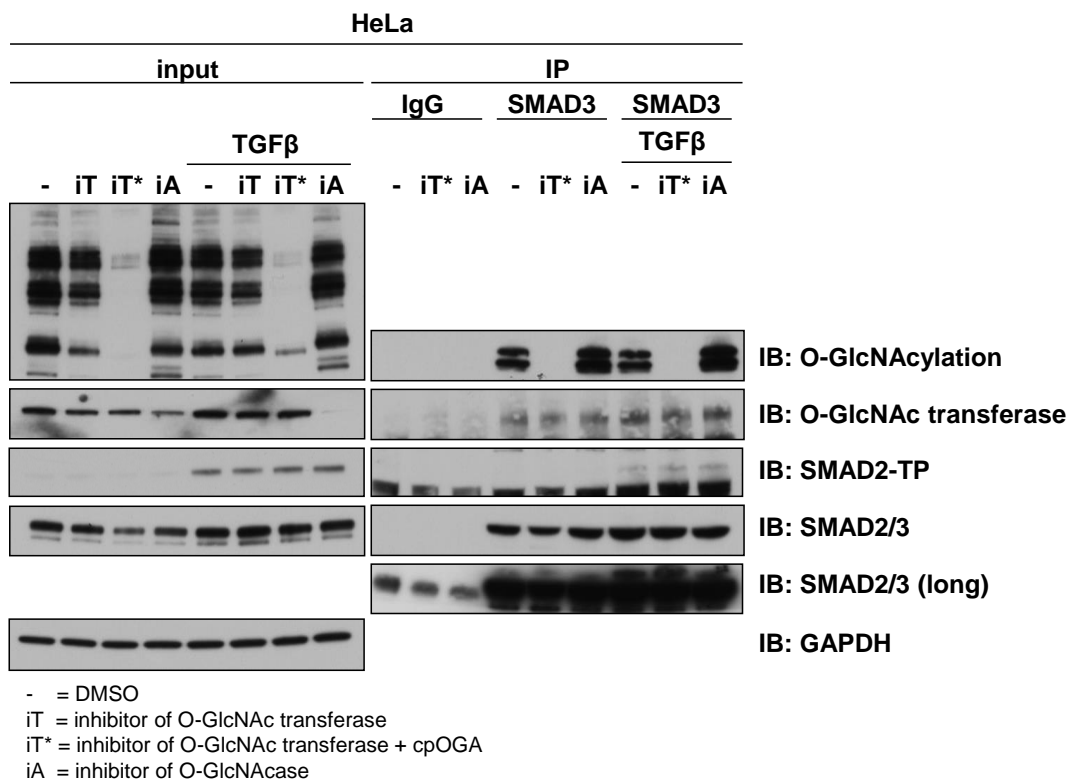 HeLa
input IP
IgG SMAD3 SMAD3
TGFβ TGFβ
- iT iT* iA - iT iT* iA - iT* iA - iT* iA - iT* iA
IB: O-GlcNAcylation
IB: O-GlcNAc transferase
IB: SMAD2-TP
IB: SMAD2/3
IB: SMAD2/3 (long)
IB: GAPDH
- = DMSO
iT = inhibitor of O-GlcNAc transferase
iT* = inhibitor of O-GlcNAc transferase + cpOGA
iA = inhibitor of O-GlcNAcase